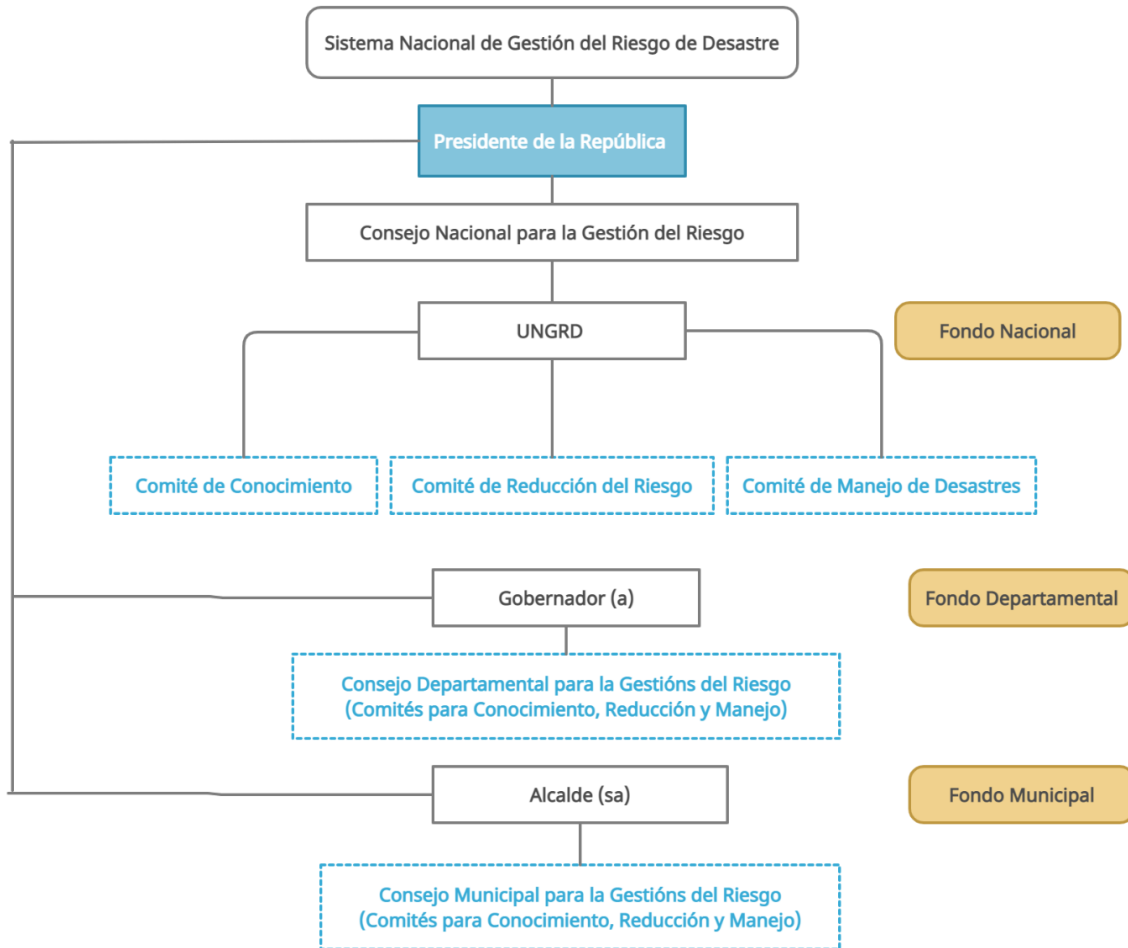 Sistema Nacional de Gestión del Riesgo de Desastre
Presidente de la República
Consejo Nacional para la Gestión del Riesgo
UNGRD
Fondo Nacional
Comité de Conocimiento
Comité de Reducción del Riesgo
Comité de Manejo de Desastres
Gobernador (a)
Fondo Departamental
Consejo Departamental para la Gestións del Riesgo
(Comités para Conocimiento, Reducción y Manejo)
Alcalde (sa)
Fondo Municipal
Consejo Municipal para la Gestións del Riesgo
(Comités para Conocimiento, Reducción y Manejo)